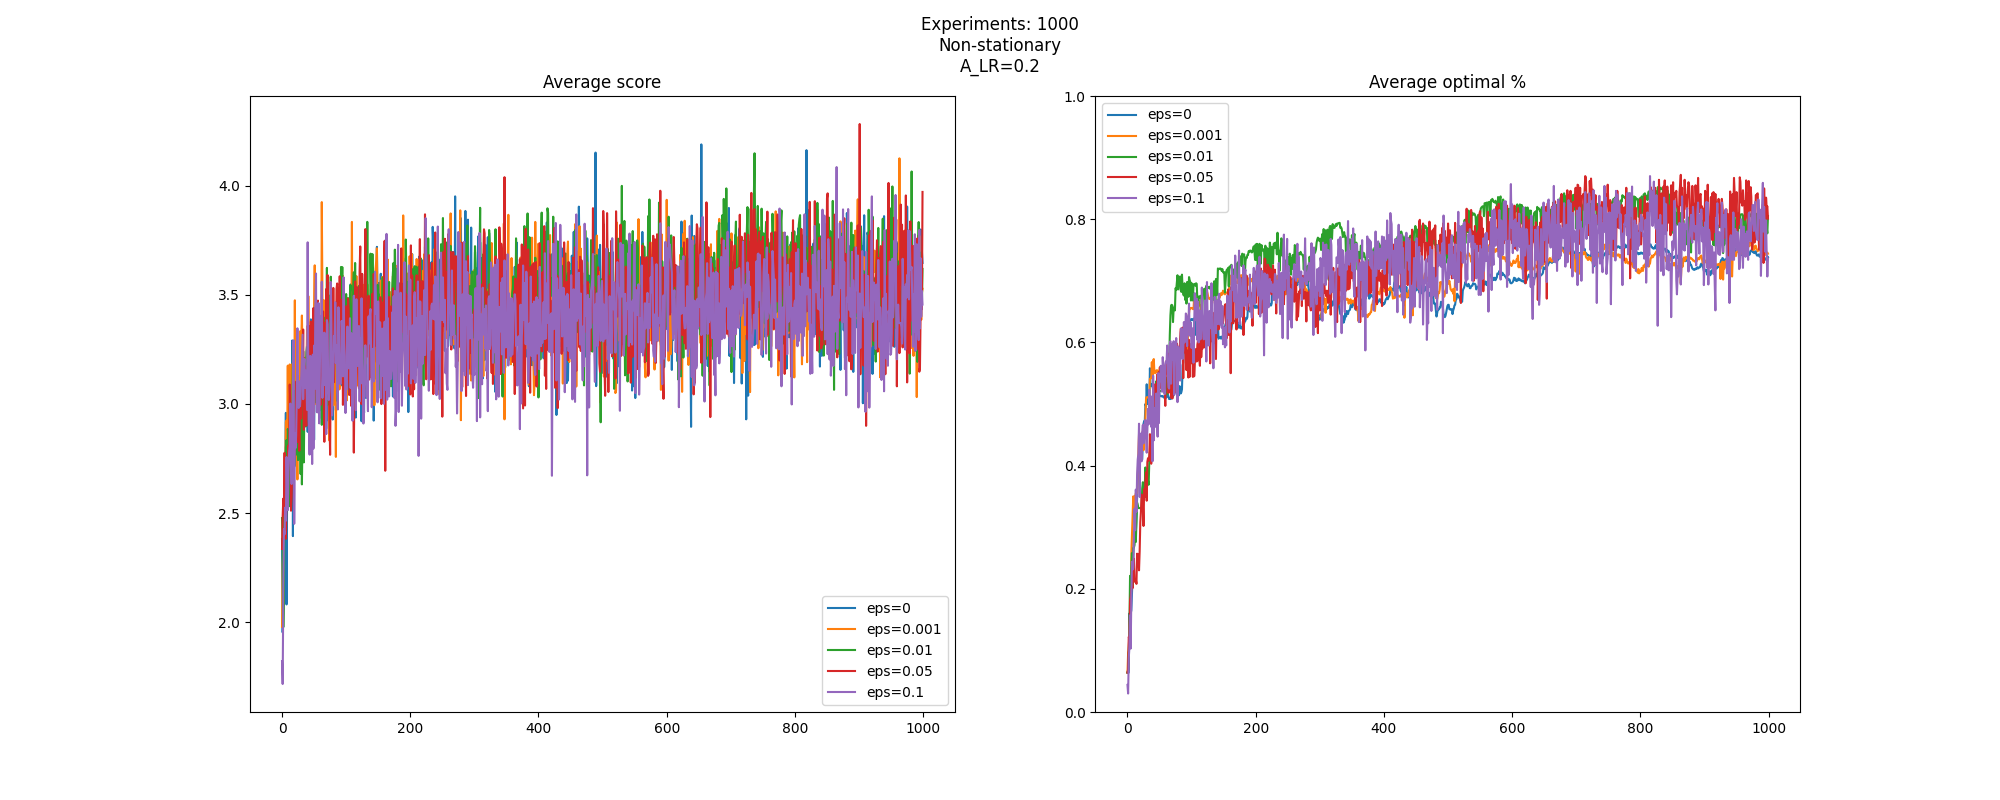 Experiments: 1000
Non-stationary
A_LR=0.2
Average score
4.0
3.5
3.0
2.5
2.0
0
200
400
600
800
1000
eps=0
eps=0.001
eps=0.01
eps=0.05
eps=0.1
Average optimal %
1.0
0.8
0.6
0.4
0.2
0.0
0
200
400
600
800
1000
eps=0
eps=0.001
eps=0.01
eps=0.05
eps=0.1